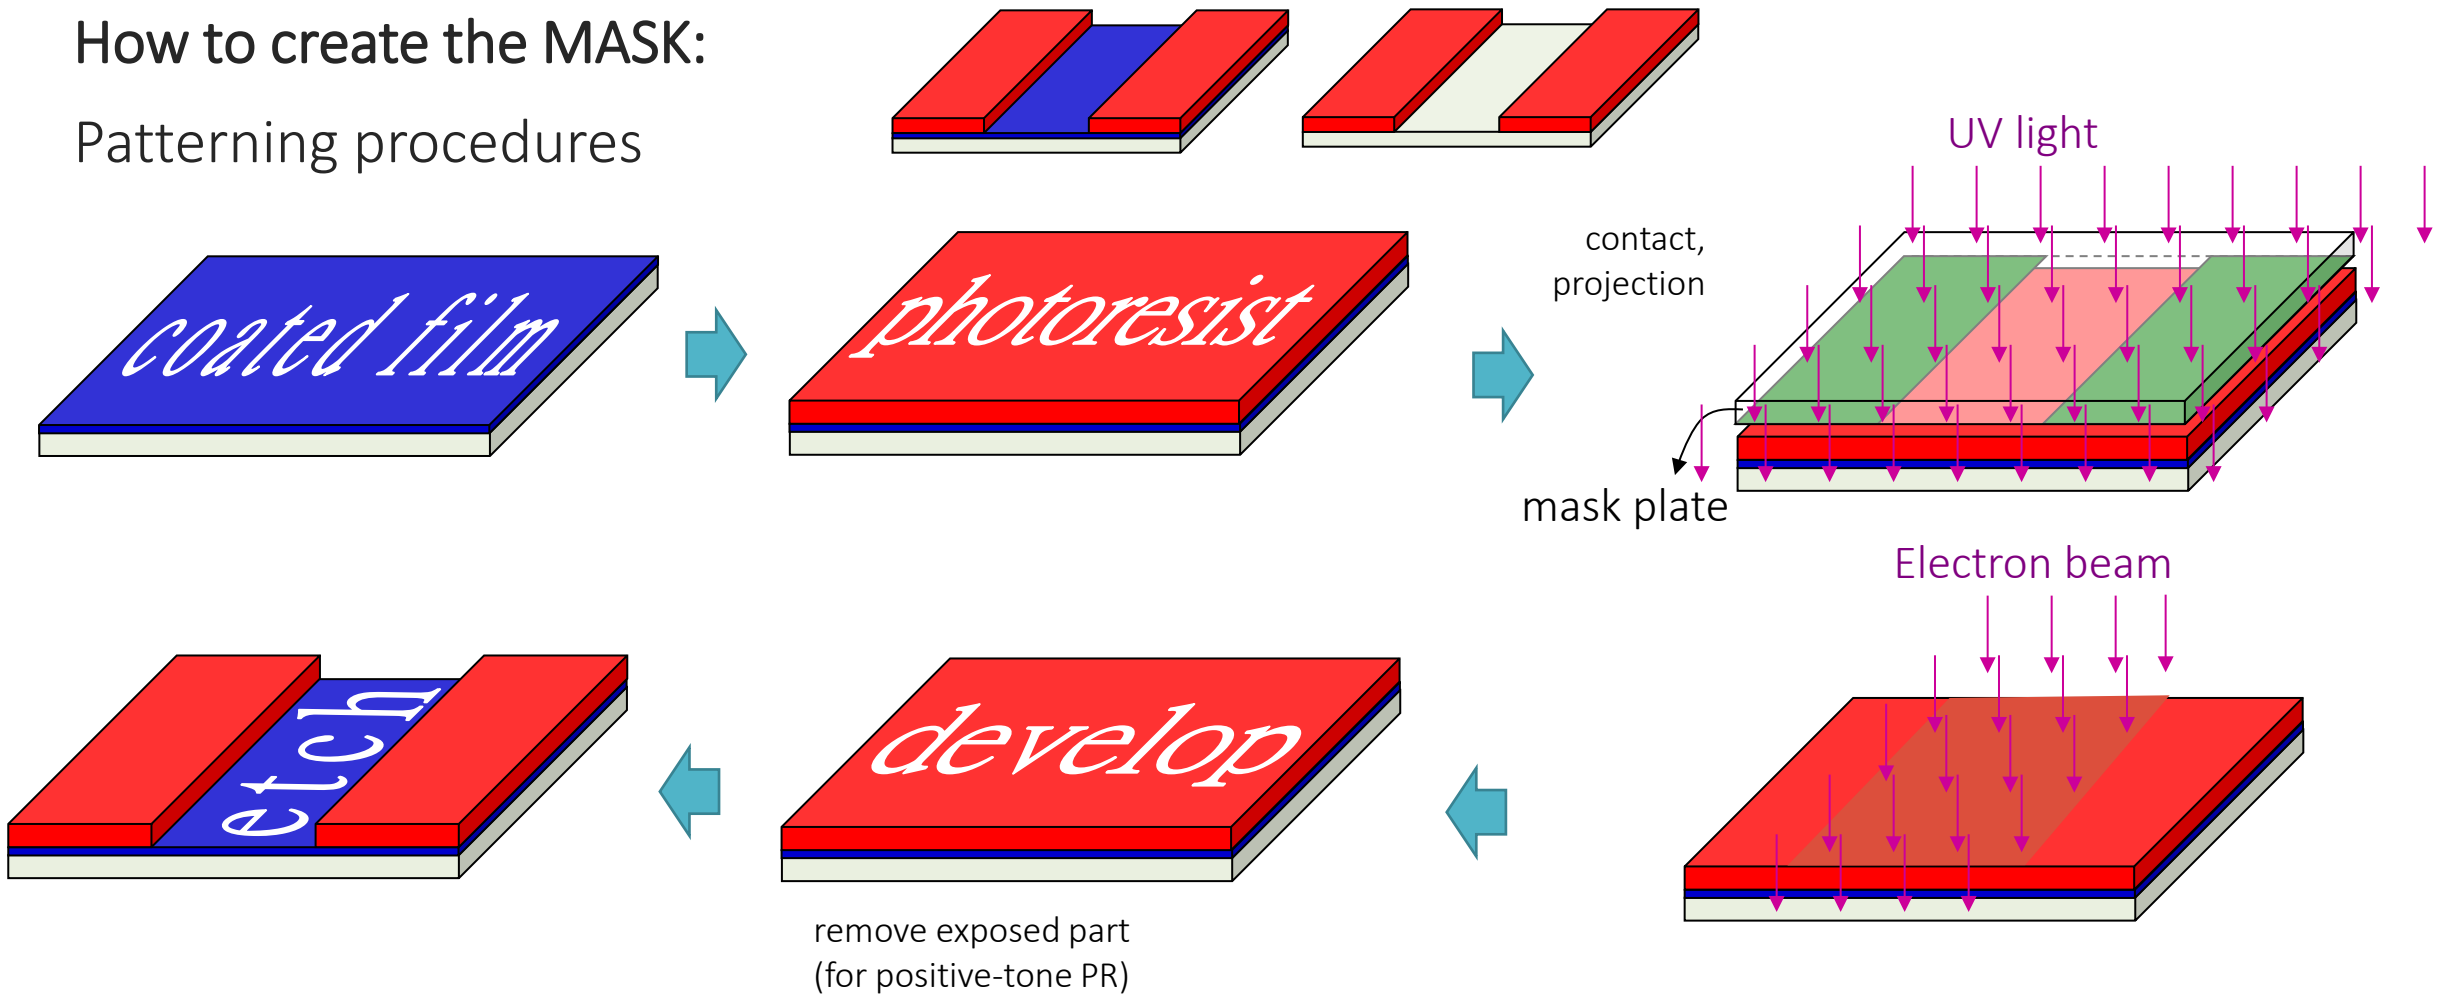 How to create the MASK:
Patterning procedures
coated film
photoresist
contact,
projection
UV light
mask plate
Electron beam
develop
remove exposed part
(for positive-tone PR)
etch